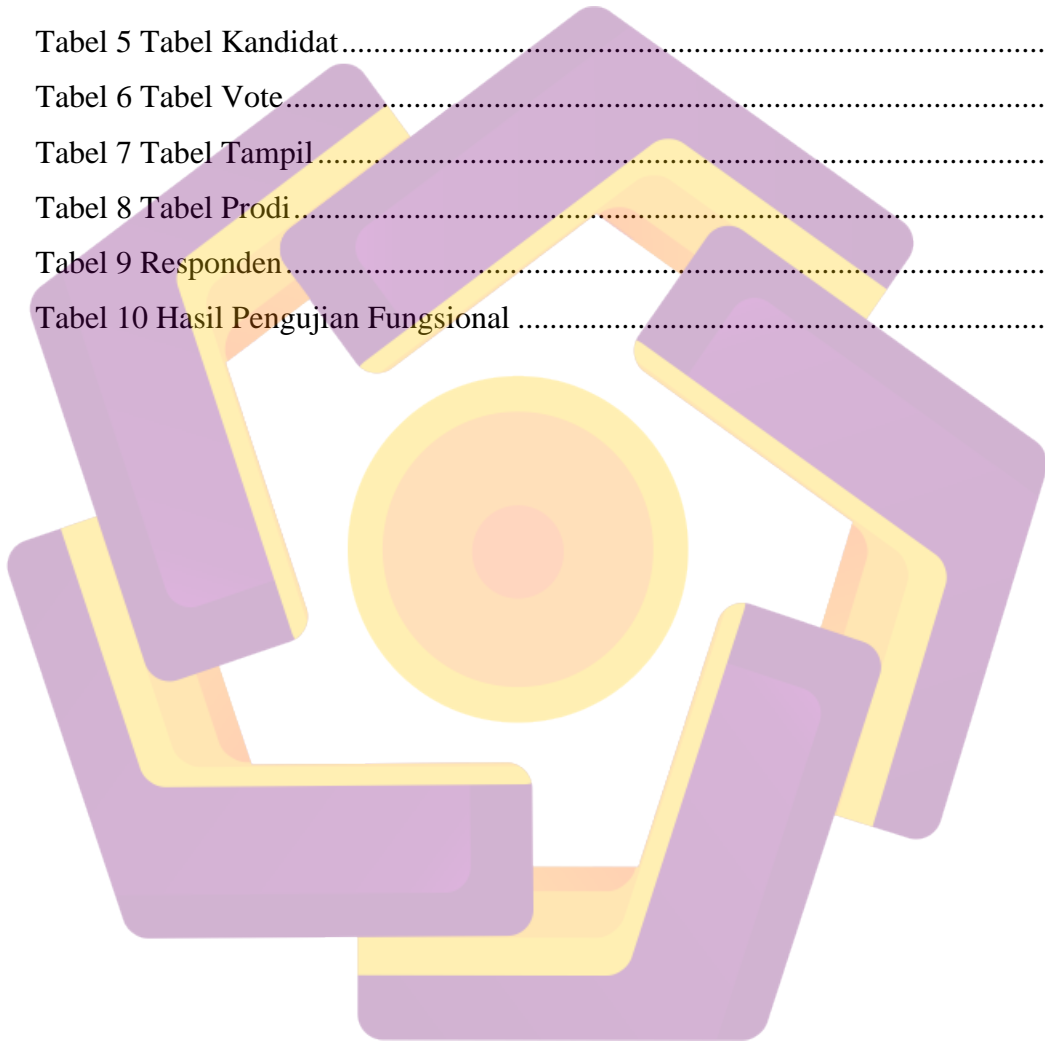 Tabel 5 Tabel Kandidat........................................................................................
Tabel 6 Tabel Vote...............................................................................................
Tabel 7 Tabel Tampil...........................................................................................
Tabel 8 Tabel Prodi..............................................................................................
Tabel 9 Responden...............................................................................................
Tabel 10 Hasil Pengujian Fungsional ..................................................................